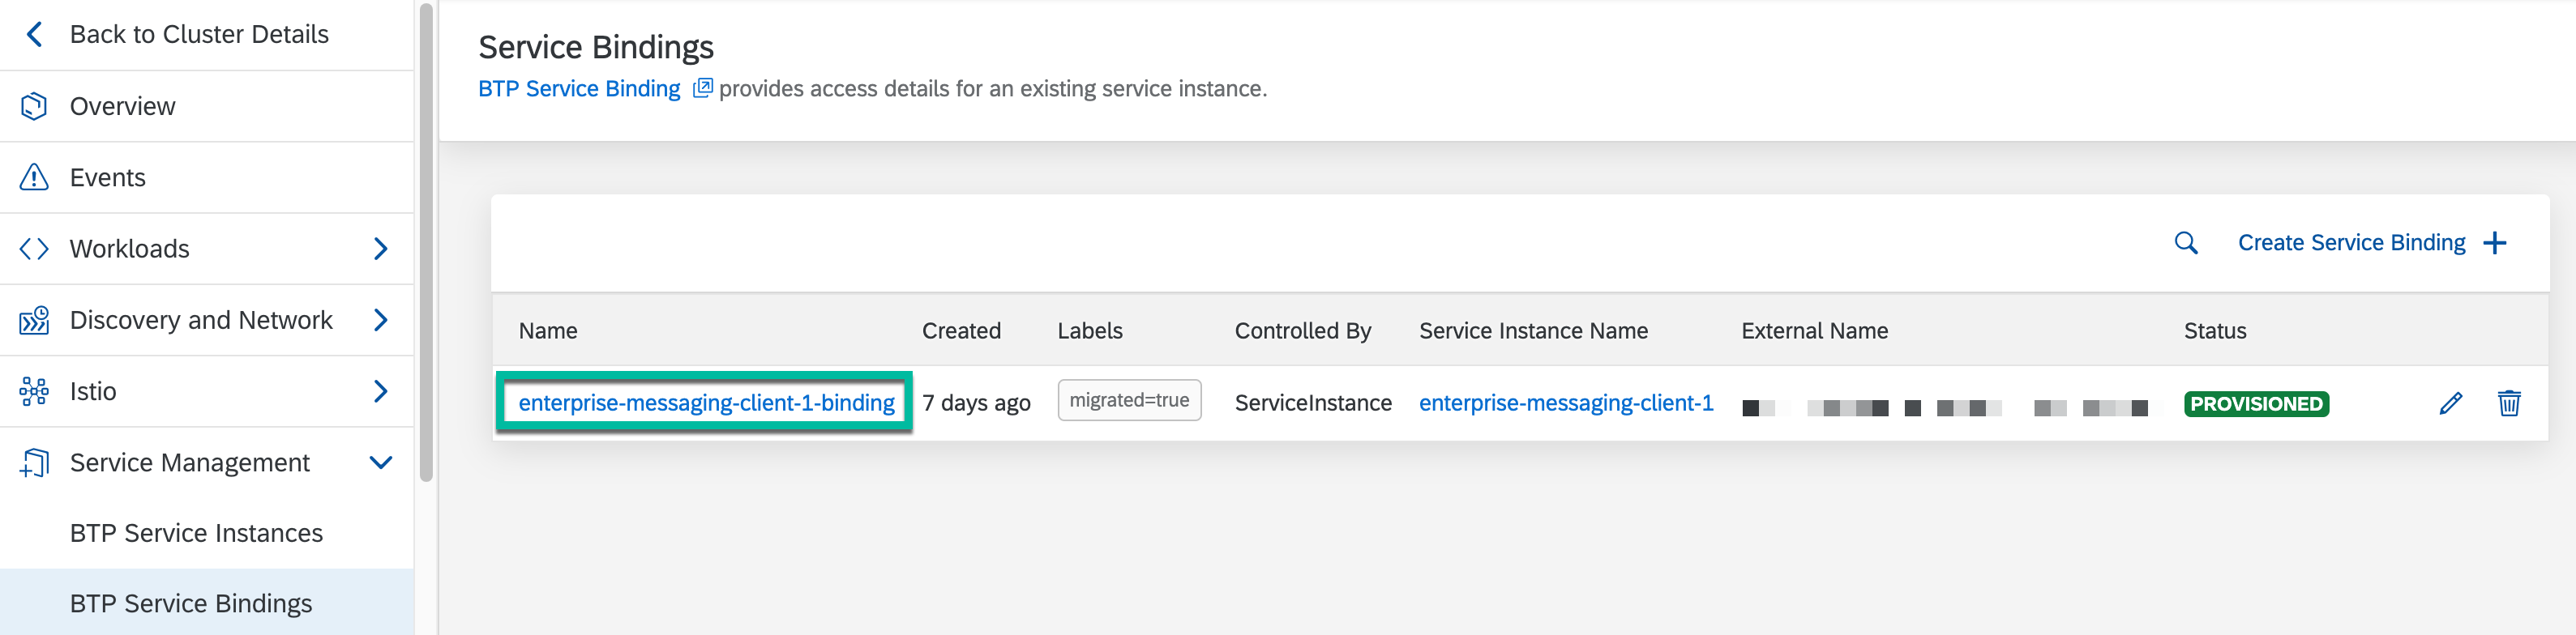 Back to Cluster Details
Overview
Events
Workloads
Discovery and Network
Istio
Service Management
BTP Service Instances
BTP Service Bindings
Service Bindings
BTP Service Binding provides access details for an existing service instance.
Create Service Binding +
Name Created Labels Controlled By Service Instance Name External Name Status
enterprise-messaging-client-1-binding 7 days ago migrated=true ServiceInstance enterprise-messaging-client-1 PROVISIONED